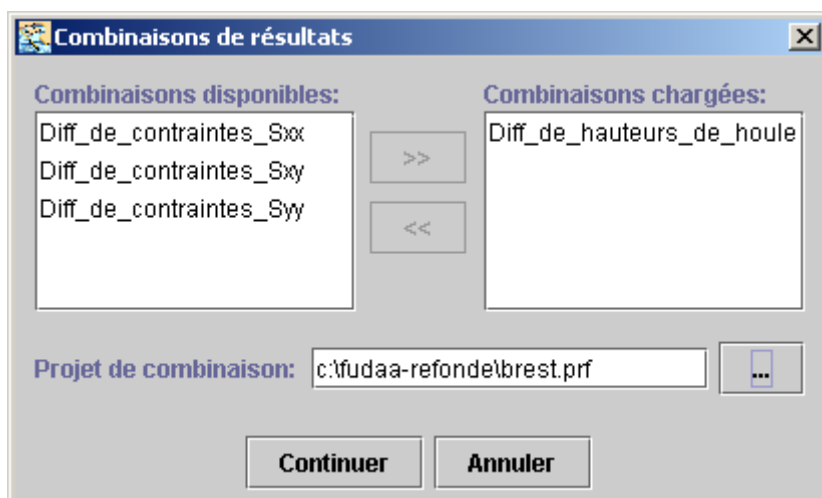 Combinaisons de résultats
Combinaisons disponibles:
Combinaisons chargées:
Diff_de_contraintes_Sxx
Diff_de_contraintes_Sxy
Diff_de_contraintes_Syy
>>
<<
Diff_de_hauteurs_de_houle
Projet de combinaison:
c:\fudaa-refonde\brest.prf
...
Continuer
Annuler